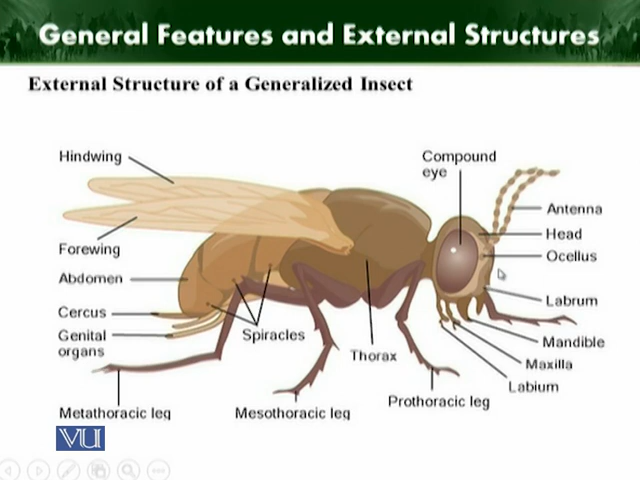 General Features and External Structures
External Structure of a Generalized Insect
Hindwing
Compound
eye
Antenna
Head
Forewing
Ocellus
Abdomen
Labrum
Cercus
Genital
organs
Spiracles
Mandible
Thorax
Maxilla
Labium
Prothoracic leg
Metathoracic leg
Mesothoracic leg
VU